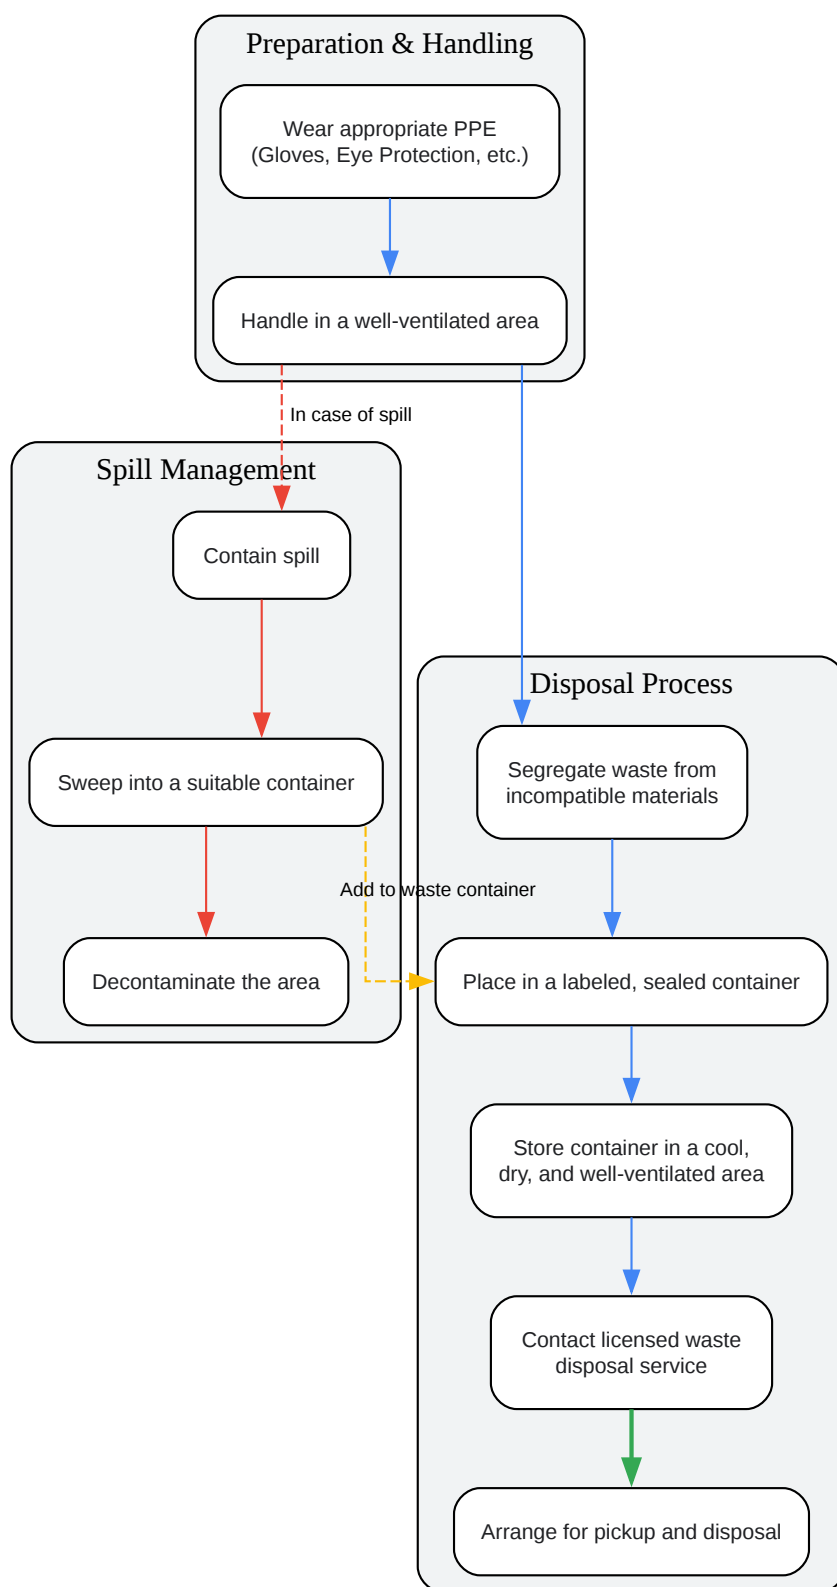 Preparation & Handling
Wear appropriate PPE
(Gloves, Eye Protection, etc.)
Handle in a well-ventilated area
In case of spill
Spill Management
Contain spill
Sweep into a suitable container
Add to waste container
Decontaminate the area
Disposal Process
Segregate waste from
incompatible materials
Place in a labeled, sealed container
Store container in a cool,
dry, and well-ventilated area
Contact licensed waste
disposal service
Arrange for pickup and disposal